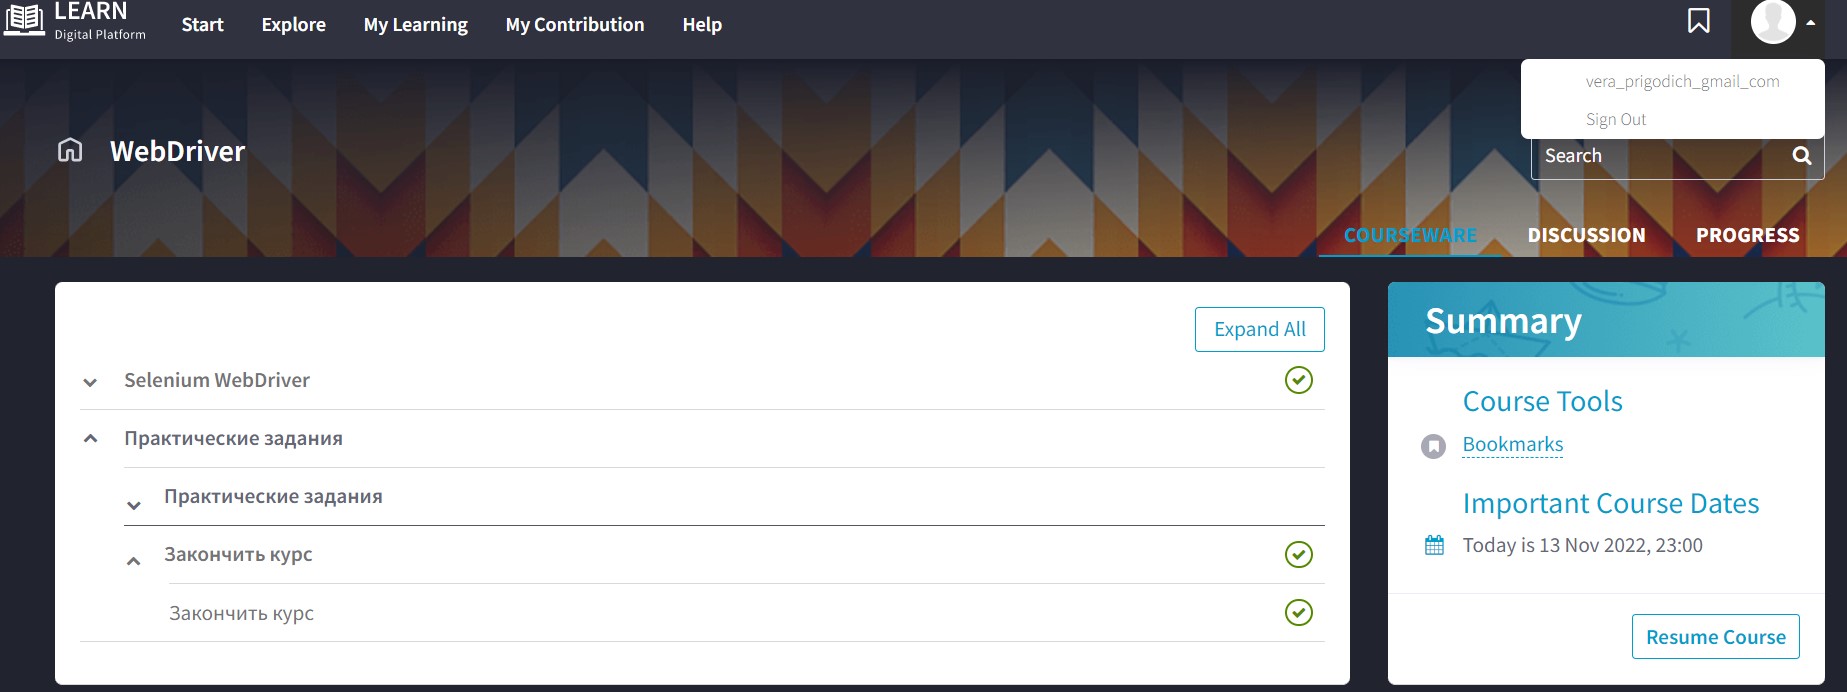 LEARN
Digital Platform
Start
Explore
My Learning
My Contribution
Help
vera_prigodich_gmail_com
Sign Out
WebDriver
Search
COURSEWARE
DISCUSSION
PROGRESS
Expand All
Selenium WebDriver
Практические задания
Практические задания
Закончить курс
Закончить курс
Summary
Course Tools
Bookmarks
Important Course Dates
Today is 13 Nov 2022, 23:00
Resume Course